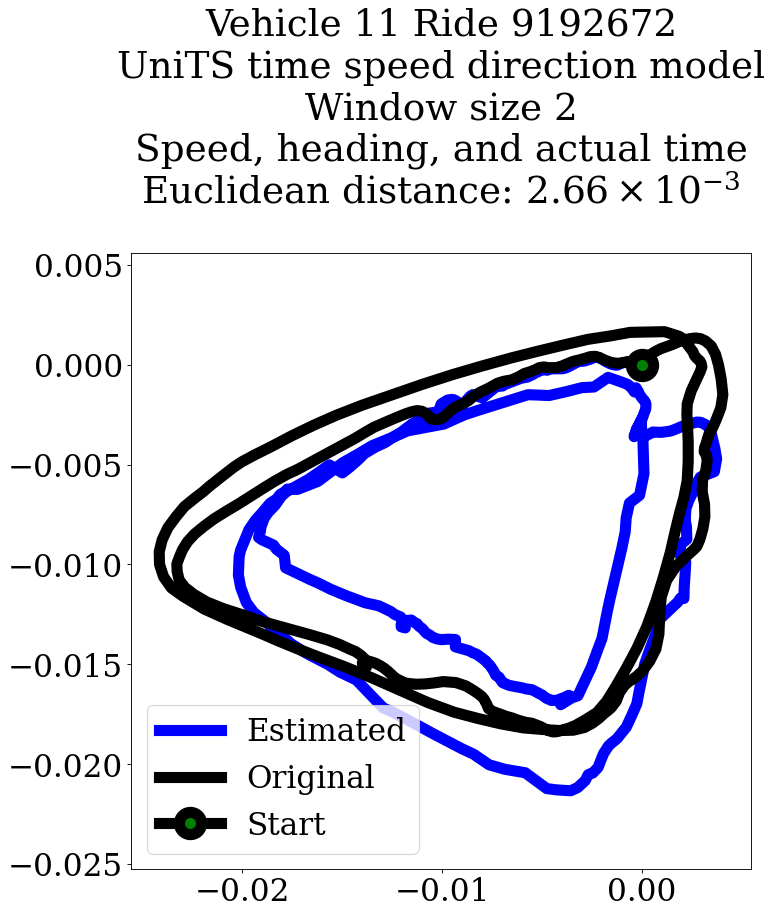 Vehicle 11 Ride 9192672
UniTS time speed direction model
Window size 2
Speed, heading, and actual time
Euclidean distance: 2.66 × 10⁻³
0.005
0.000
−0.005
−0.010
−0.015
−0.020
−0.025
Estimated
Original
Start
−0.02 −0.01 0.00